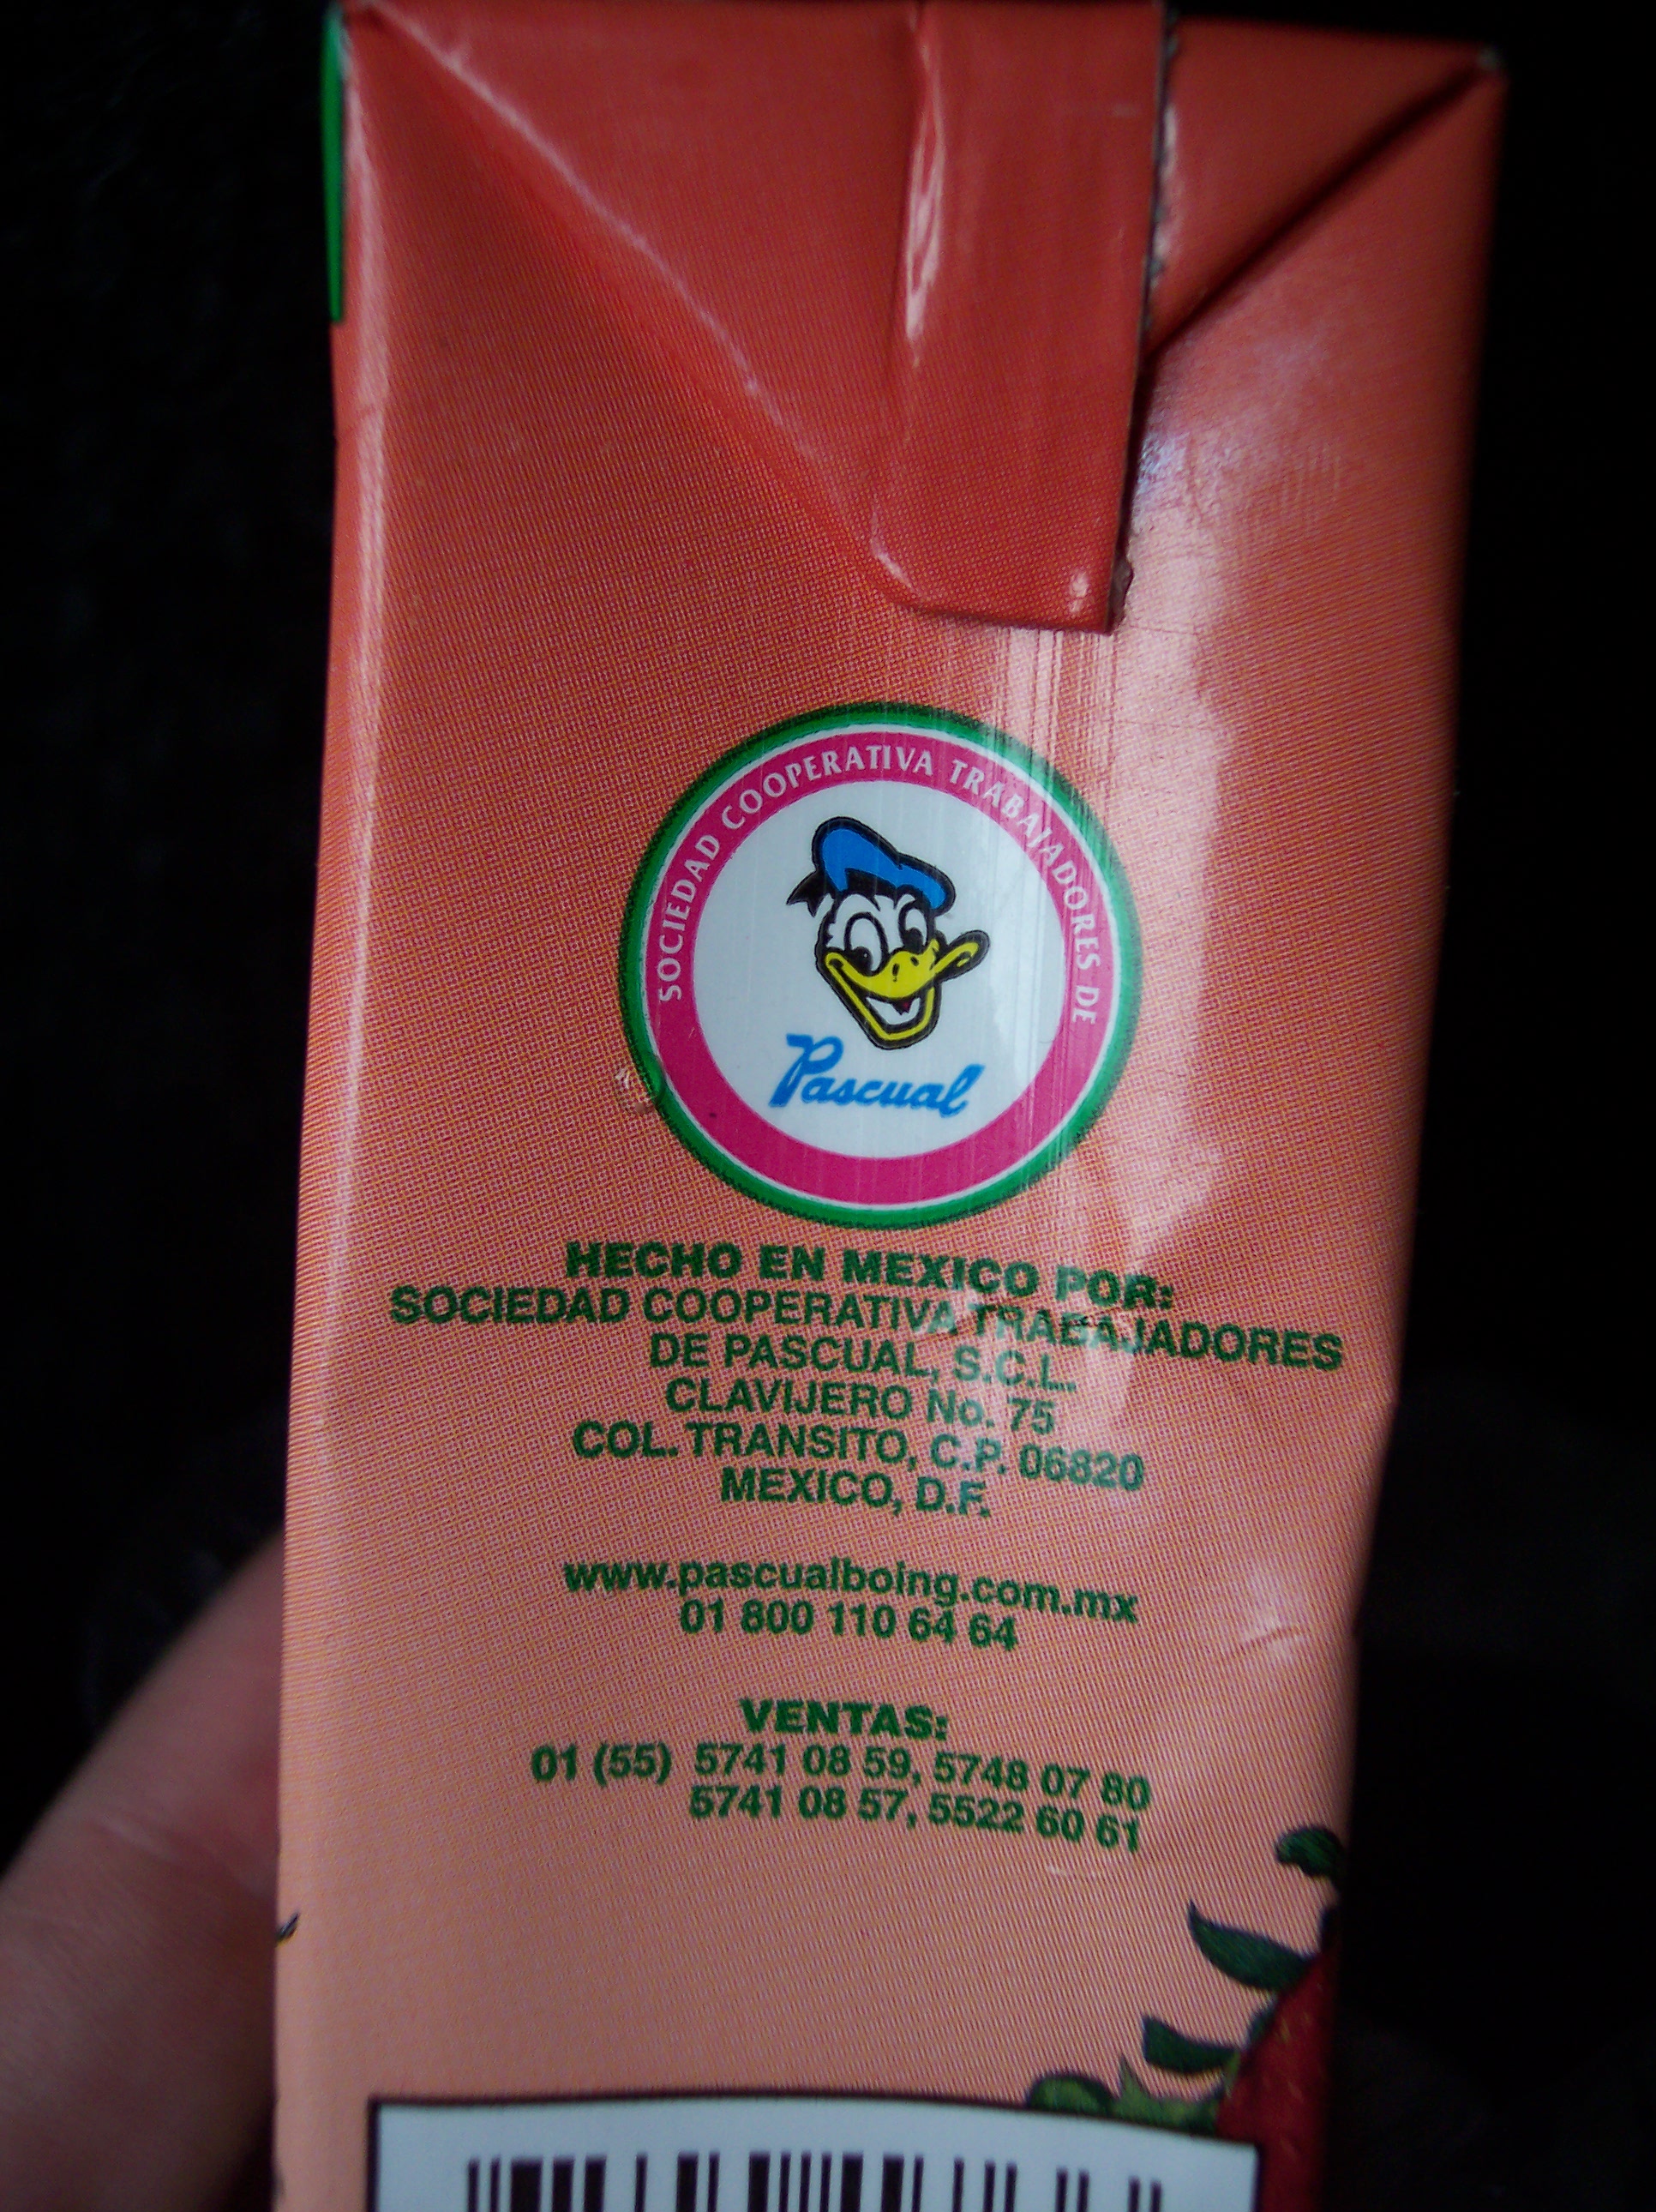 SOCIEDAD COOPERATIVA TRABAJADORES DE
Pascual
HECHO EN MEXICO POR:
SOCIEDAD COOPERATIVA TRABAJADORES
DE PASCUAL, S.C.L.
CLAVIJERO No. 75
COL. TRANSITO, C.P. 06820
MEXICO, D.F.
www.pascualboing.com.mx
01 800 110 64 64
VENTAS:
01 (55) 5741 08 59, 5748 07 80
5741 08 57, 5522 60 61